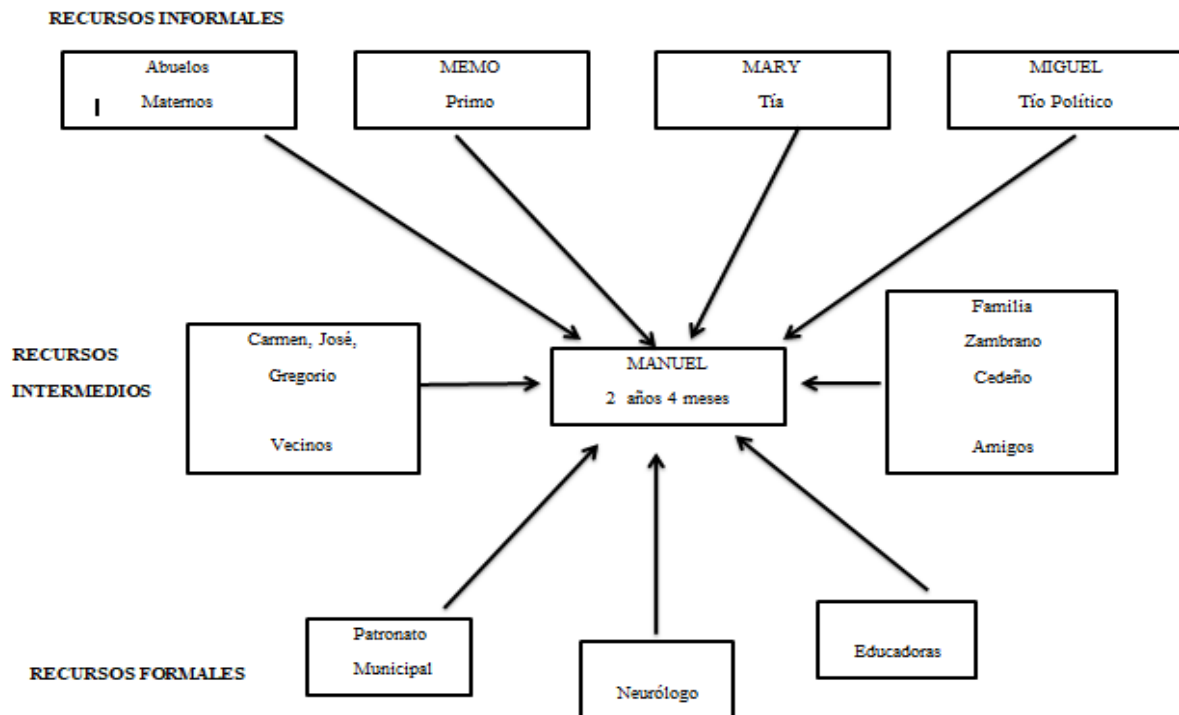 RECURSOS INFORMALES
Abuelos
Maternos
MEMO
Primo
MARY
Tía
MIGUEL
Tío Político
RECURSOS
INTERMEDIOS
Carmen, José,
Gregorio
Vecinos
MANUEL
2 años 4 meses
Familia
Zambrano
Cedeño
Amigos
RECURSOS FORMALES
Patronato
Municipal
Neurólogo
Educadoras